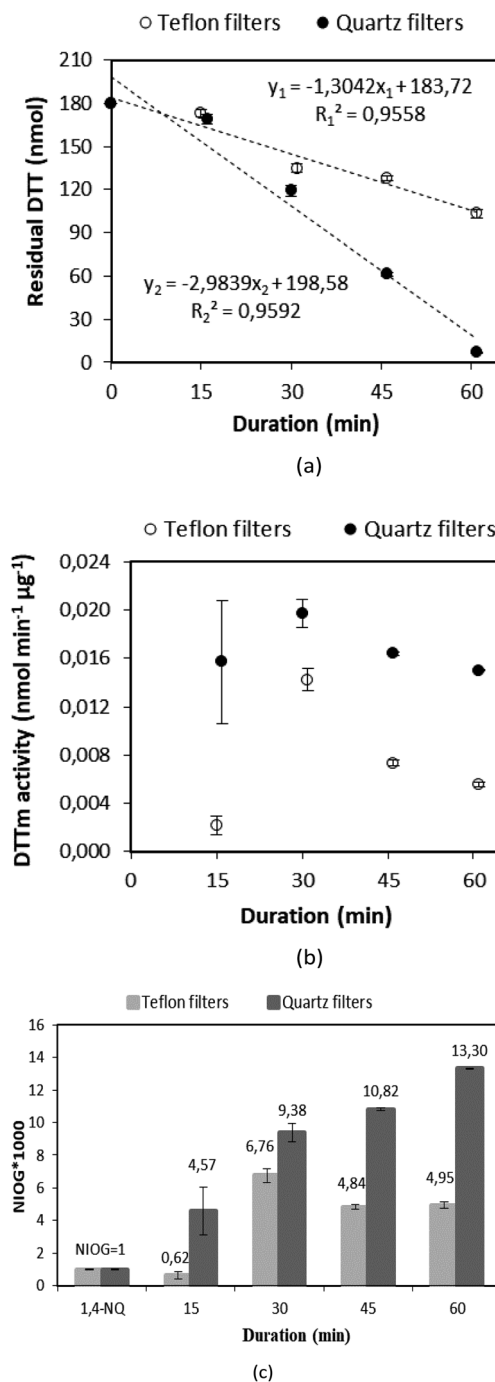 Teflon filters Quartz filters
210
180
150
120
90
60
30
0
Residual DTT (nmol)
y₁ = -1,3042x₁ + 183,72
R₁² = 0,9558
y₂ = -2,9839x₂ + 198,58
R₂² = 0,9592
0 15 30 45 60
Duration (min)
(a)
Teflon filters Quartz filters
0,024
0,020
0,016
0,012
0,008
0,004
0,000
DTTm activity (nmol min⁻¹ µg⁻¹)
0 15 30 45 60
Duration (min)
(b)
Teflon filters Quartz filters
16
14
12
10
8
6
4
2
0
NIOG*1000
NIOG=1
0,62
4,57
6,76
9,38
4,84
10,82
4,95
13,30
1,4-NQ 15 30 45 60
Duration (min)
(c)